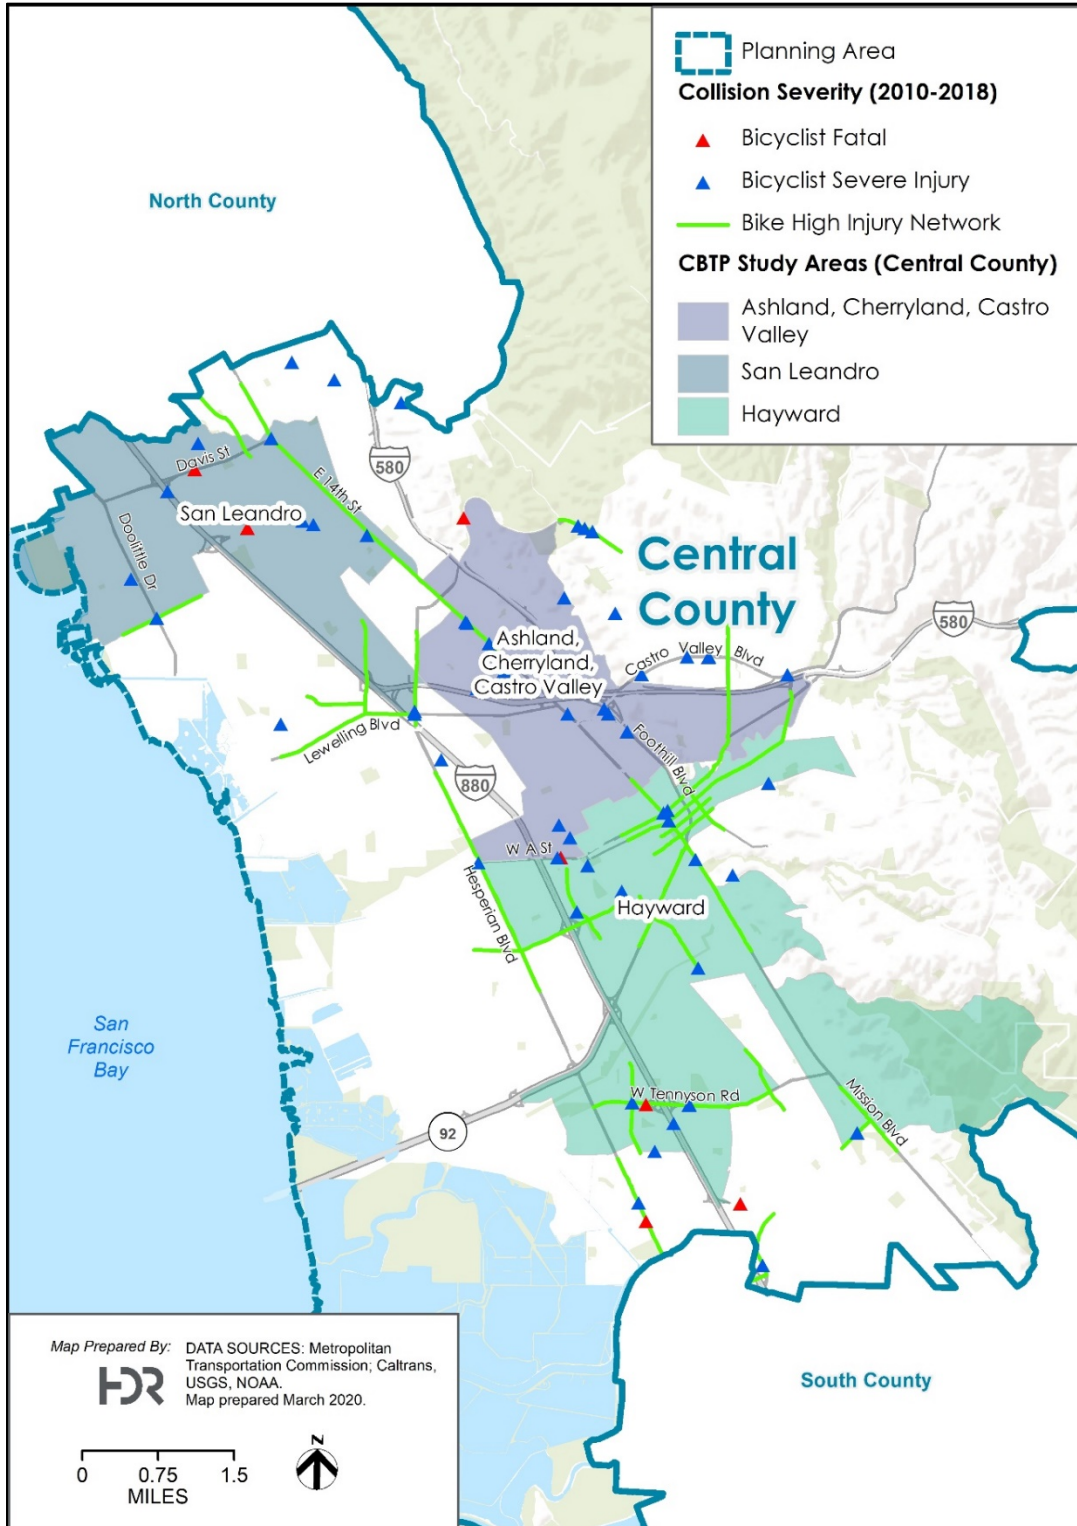 Planning Area
Collision Severity (2010-2018)
Bicyclist Fatal
Bicyclist Severe Injury
Bike High Injury Network
CBTP Study Areas (Central County)
Ashland, Cherryland, Castro
Valley
San Leandro
Hayward
North County
580
Davis St
E 14th St
San Leandro
Doolittle Dr
Central
County
580
Ashland,
Cherryland,
Castro Valley
Castro Valley Blvd
Lewelling Blvd
Foothill Blvd
880
W A St
Hesperian Blvd
Hayward
San
Francisco
Bay
W Tennyson Rd
Mission Blvd
92
South County
Map Prepared By:
HDR
DATA SOURCES: Metropolitan
Transportation Commission; Caltrans,
USGS, NOAA.
Map prepared March 2020.
0 0.75 1.5
MILES
N